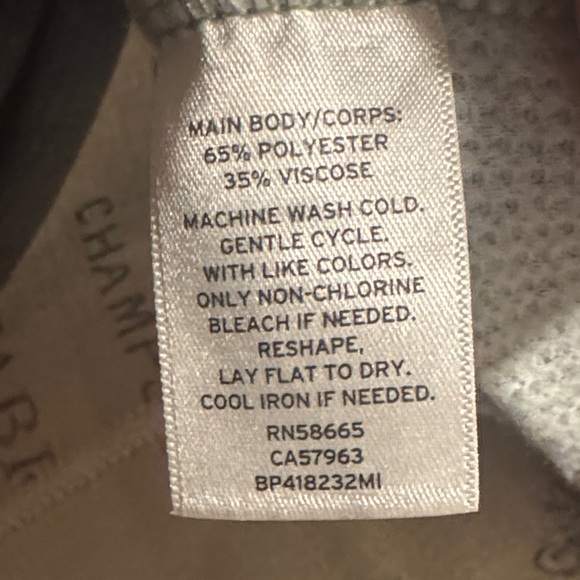 MAIN BODY/CORPS:
65% POLYESTER
35% VISCOSE
MACHINE WASH COLD.
GENTLE CYCLE.
WITH LIKE COLORS.
ONLY NON-CHLORINE
BLEACH IF NEEDED.
RESHAPE,
LAY FLAT TO DRY.
COOL IRON IF NEEDED.
RN58665
CA57963
BP418232MI